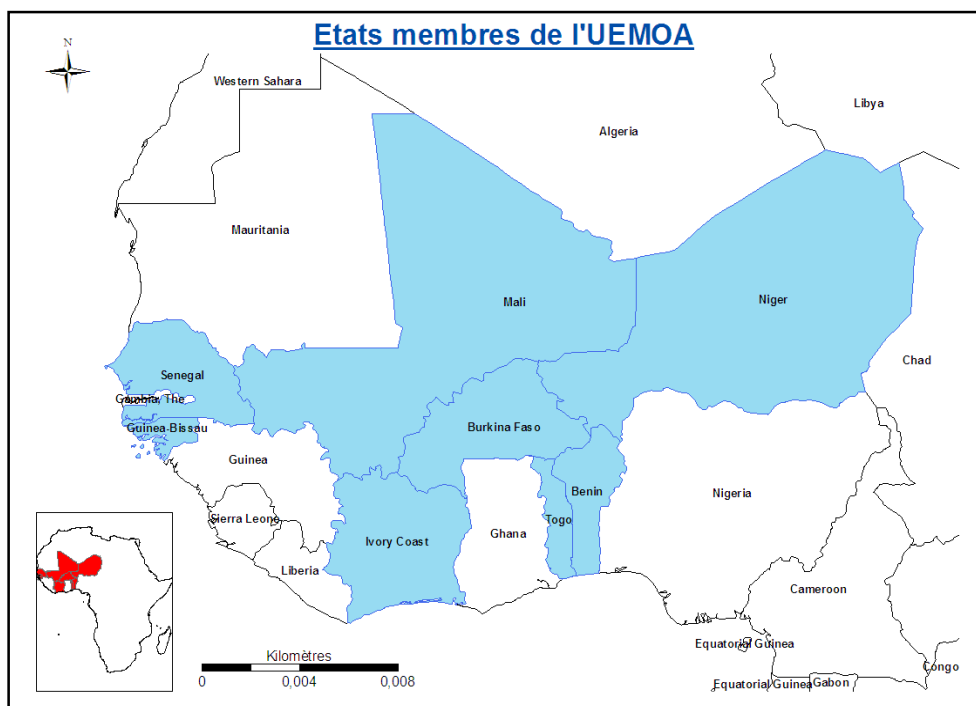 Etats membres de l'UEMOA
N
Western Sahara
Libya
Algeria
Mauritania
Mali
Niger
Chad
Senegal
Gambia, The
Guinea-Bissau
Burkina Faso
Guinea
Benin
Nigeria
Sierra Leone
Togo
Ghana
Ivory Coast
Liberia
Cameroon
Equatorial Guinea
Kilomètres
0 0,004 0,008
Congo
Equatorial Guinea
Gabon